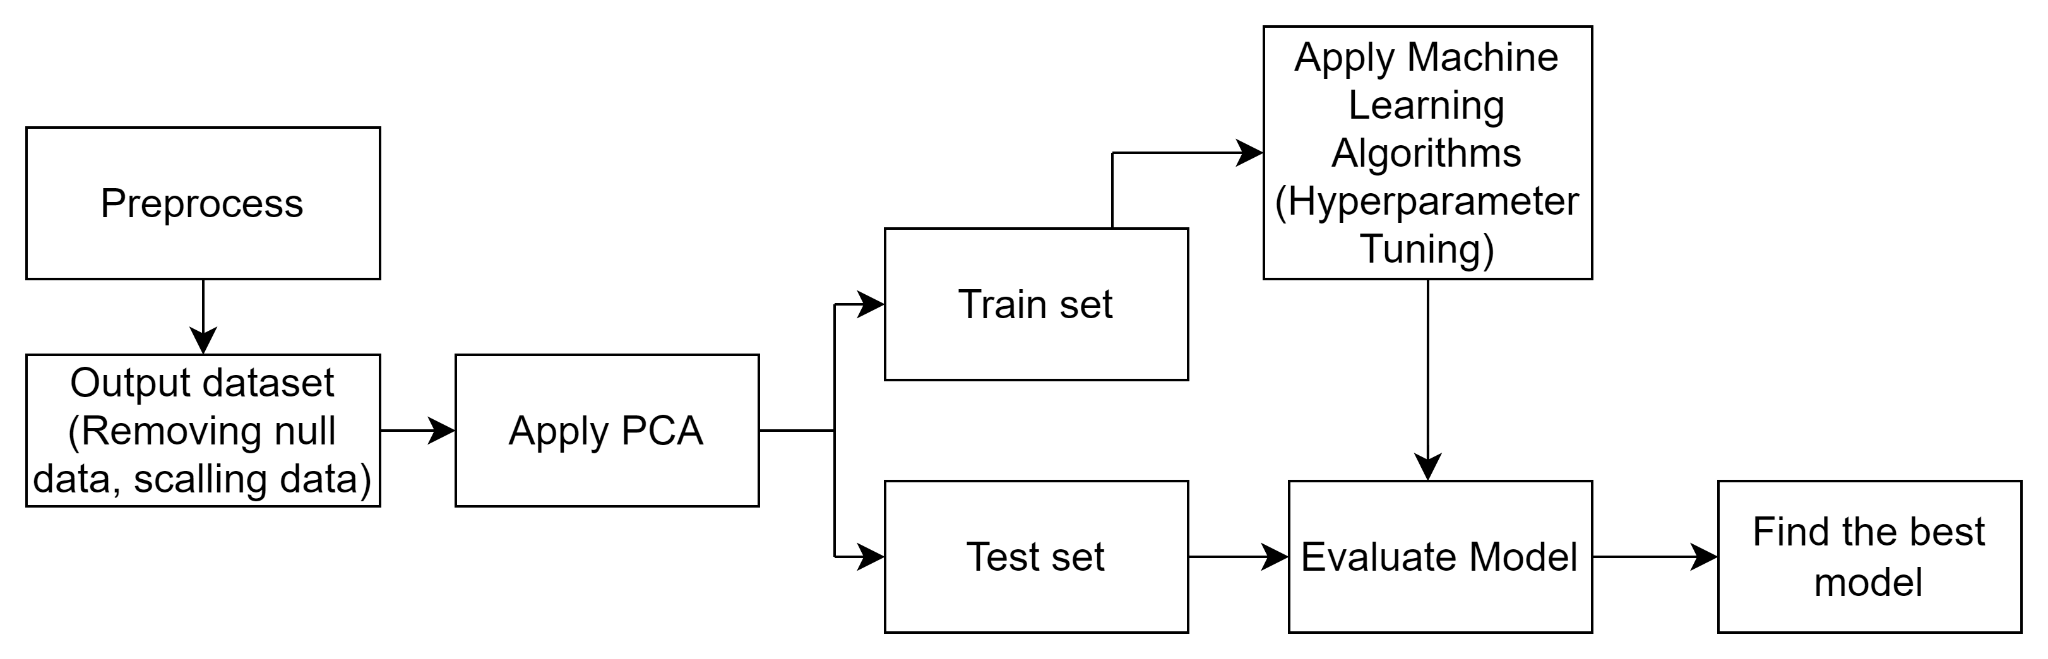 Preprocess
Output dataset
(Removing null
data, scalling data)
Apply PCA
Train set
Test set
Apply Machine
Learning
Algorithms
(Hyperparameter
Tuning)
Evaluate Model
Find the best
model